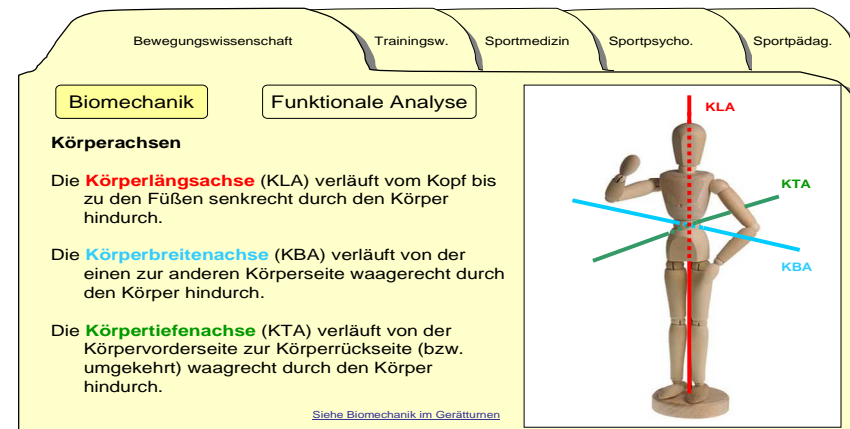 Bewegungswissenschaft Trainingsw. Sportmedizin Sportpsycho. Sportpädag.
Biomechanik Funktionale Analyse
Körperachsen
Die Körperlängsachse (KLA) verläuft vom Kopf bis
zu den Füßen senkrecht durch den Körper
hindurch.
Die Körperbreitenachse (KBA) verläuft von der
einen zur anderen Körperseite waagerecht durch
den Körper hindurch.
Die Körpertiefenachse (KTA) verläuft von der
Körpervorderseite zur Körperrückseite (bzw.
umgekehrt) waagrecht durch den Körper
hindurch.
Siehe Biomechanik im Gerätturnen
KLA
KTA
KBA